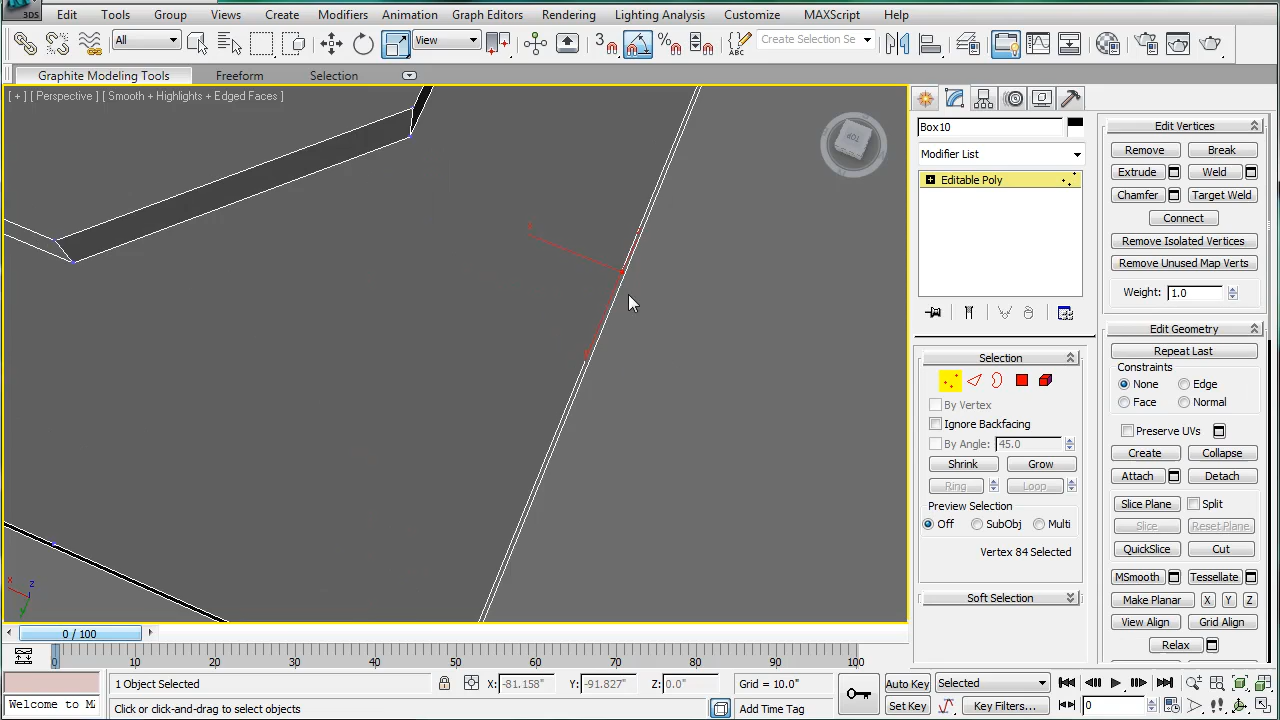 3DS Edit Tools Group Views Create Modifiers Animation Graph Editors Rendering Lighting Analysis Customize MAXScript Help
All View 3 Create Selection Se
Graphite Modeling Tools Freeform Selection
[ + ] [ Perspective ] [ Smooth + Highlights + Edged Faces ]
TOP
x z y
Box10
Modifier List
Editable Poly
Selection
By Vertex
Ignore Backfacing
By Angle: 45.0
Shrink Grow
Ring Loop
Preview Selection
Off SubObj Multi
Vertex 84 Selected
Soft Selection
Edit Vertices
Remove Break
Extrude Weld
Chamfer Target Weld
Connect
Remove Isolated Vertices
Remove Unused Map Verts
Weight: 1.0
Edit Geometry
Repeat Last
Constraints
None Edge
Face Normal
Preserve UVs
Create Collapse
Attach Detach
Slice Plane Split
Slice Reset Plane
QuickSlice Cut
MSmooth Tessellate
Make Planar X Y Z
View Align Grid Align
Relax
0 / 100
0 10 20 30 40 50 60 70 80 90 100
1 Object Selected X: -81.158" Y: -91.827" Z: 0.0" Grid = 10.0" Auto Key Selected
Welcome to M Click or click-and-drag to select objects Add Time Tag Set Key Key Filters... 0